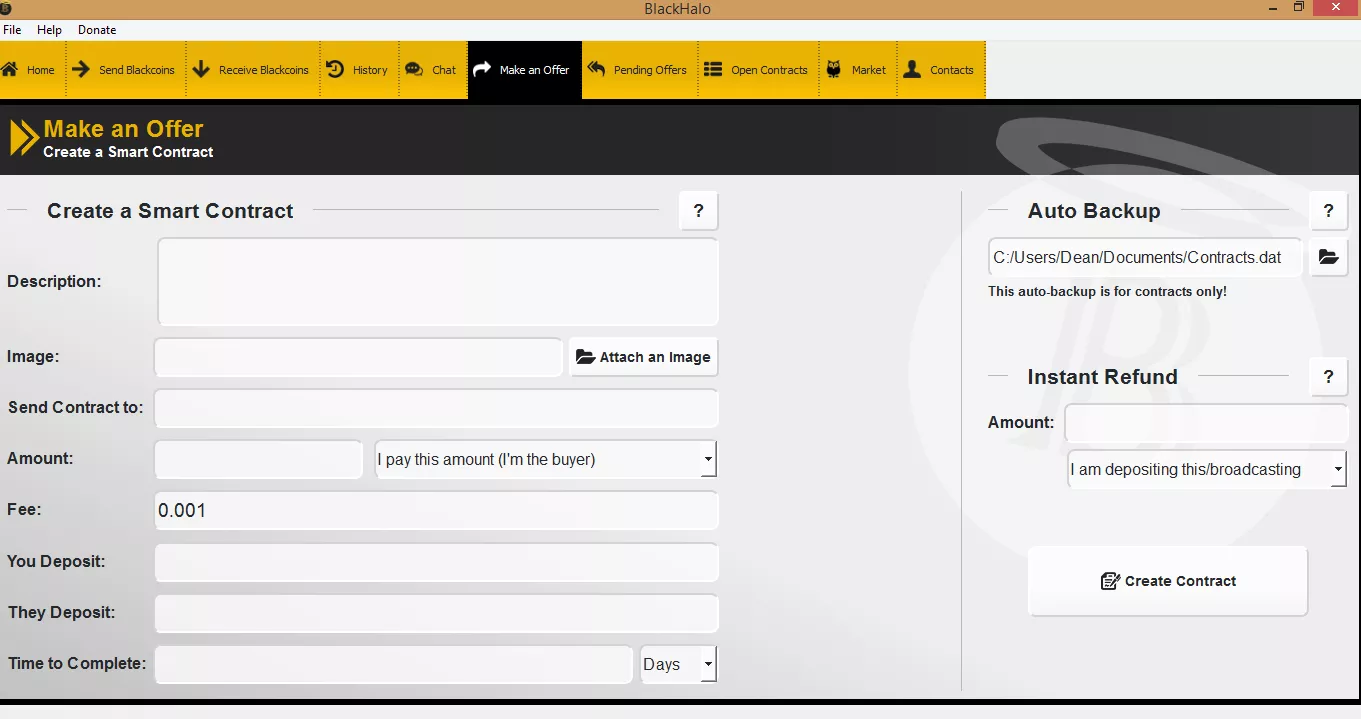 BlackHalo
File Help Donate
Home Send Blackcoins Receive Blackcoins History Chat Make an Offer Pending Offers Open Contracts Market Contacts
Make an Offer
Create a Smart Contract
Create a Smart Contract ?
Description:
Image: Attach an Image
Send Contract to:
Amount: I pay this amount (I'm the buyer)
Fee: 0.001
You Deposit:
They Deposit:
Time to Complete: Days
Auto Backup ?
C:/Users/Dean/Documents/Contracts.dat
This auto-backup is for contracts only!
Instant Refund ?
Amount:
I am depositing this/broadcasting
Create Contract